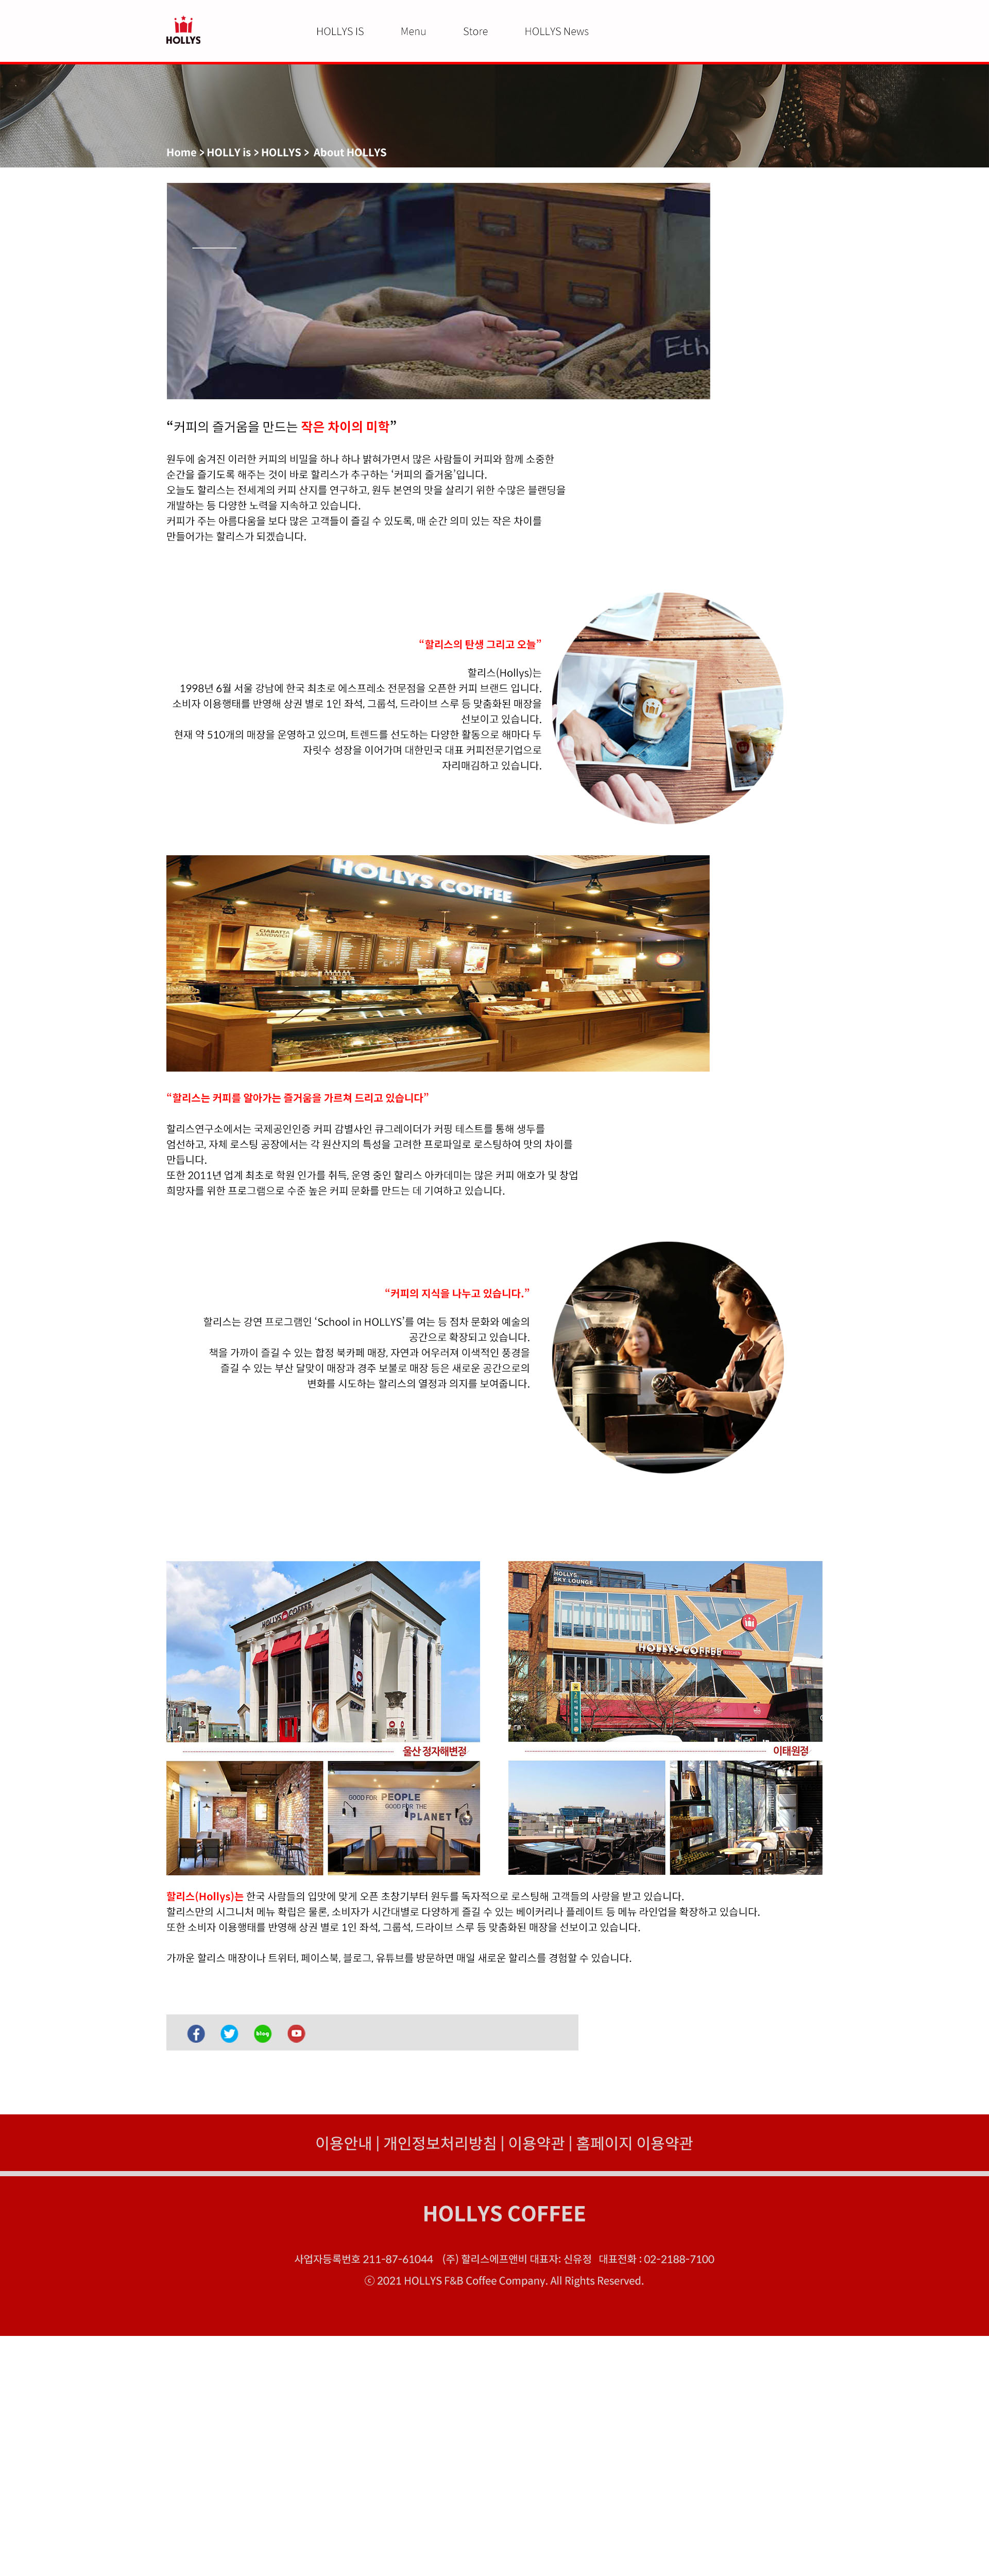 HOLLYS
HOLLYS IS
Menu
Store
HOLLYS News
Home > HOLLY is > HOLLYS > About HOLLYS
Eth
“커피의 즐거움을 만드는 작은 차이의 미학”
원두에 숨겨진 이러한 커피의 비밀을 하나 하나 밝혀가면서 많은 사람들이 커피와 함께 소중한
순간을 즐기도록 해주는 것이 바로 할리스가 추구하는 ‘커피의 즐거움’입니다.
오늘도 할리스는 전세계의 커피 산지를 연구하고, 원두 본연의 맛을 살리기 위한 수많은 블랜딩을
개발하는 등 다양한 노력을 지속하고 있습니다.
커피가 주는 아름다움을 보다 많은 고객들이 즐길 수 있도록, 매 순간 의미 있는 작은 차이를
만들어가는 할리스가 되겠습니다.
“할리스의 탄생 그리고 오늘”
할리스(Hollys)는
1998년 6월 서울 강남에 한국 최초로 에스프레소 전문점을 오픈한 커피 브랜드 입니다.
소비자 이용행태를 반영해 상권 별로 1인 좌석, 그룹석, 드라이브 스루 등 맞춤화된 매장을
선보이고 있습니다.
현재 약 510개의 매장을 운영하고 있으며, 트렌드를 선도하는 다양한 활동으로 해마다 두
자릿수 성장을 이어가며 대한민국 대표 커피전문기업으로
자리매김하고 있습니다.
HOLLYS COFFEE
CIABATTA
SANDWICH
“할리스는 커피를 알아가는 즐거움을 가르쳐 드리고 있습니다”
할리스연구소에서는 국제공인인증 커피 감별사인 큐그레이더가 커핑 테스트를 통해 생두를
엄선하고, 자체 로스팅 공장에서는 각 원산지의 특성을 고려한 프로파일로 로스팅하여 맛의 차이를
만듭니다.
또한 2011년 업계 최초로 학원 인가를 취득, 운영 중인 할리스 아카데미는 많은 커피 애호가 및 창업
희망자를 위한 프로그램으로 수준 높은 커피 문화를 만드는 데 기여하고 있습니다.
“커피의 지식을 나누고 있습니다.”
할리스는 강연 프로그램인 ‘School in HOLLYS’를 여는 등 점차 문화와 예술의
공간으로 확장되고 있습니다.
책을 가까이 즐길 수 있는 합정 북카페 매장, 자연과 어우러져 이색적인 풍경을
즐길 수 있는 부산 달맞이 매장과 경주 보불로 매장 등은 새로운 공간으로의
변화를 시도하는 할리스의 열정과 의지를 보여줍니다.
HOLLYS COFFEE
HOLLYS
SKY LOUNGE
HOLLYS COFFEE
울산 정자해변점
이태원점
GOOD FOR PEOPLE
GOOD FOR THE
PLANET
할리스(Hollys)는 한국 사람들의 입맛에 맞게 오픈 초창기부터 원두를 독자적으로 로스팅해 고객들의 사랑을 받고 있습니다.
할리스만의 시그니처 메뉴 확립은 물론, 소비자가 시간대별로 다양하게 즐길 수 있는 베이커리나 플레이트 등 메뉴 라인업을 확장하고 있습니다.
또한 소비자 이용행태를 반영해 상권 별로 1인 좌석, 그룹석, 드라이브 스루 등 맞춤화된 매장을 선보이고 있습니다.
가까운 할리스 매장이나 트위터, 페이스북, 블로그, 유튜브를 방문하면 매일 새로운 할리스를 경험할 수 있습니다.
blog
이용안내 | 개인정보처리방침 | 이용약관 | 홈페이지 이용약관
HOLLYS COFFEE
사업자등록번호 211-87-61044 (주) 할리스에프앤비 대표자: 신유정 대표전화 : 02-2188-7100
ⓒ 2021 HOLLYS F&B Coffee Company. All Rights Reserved.